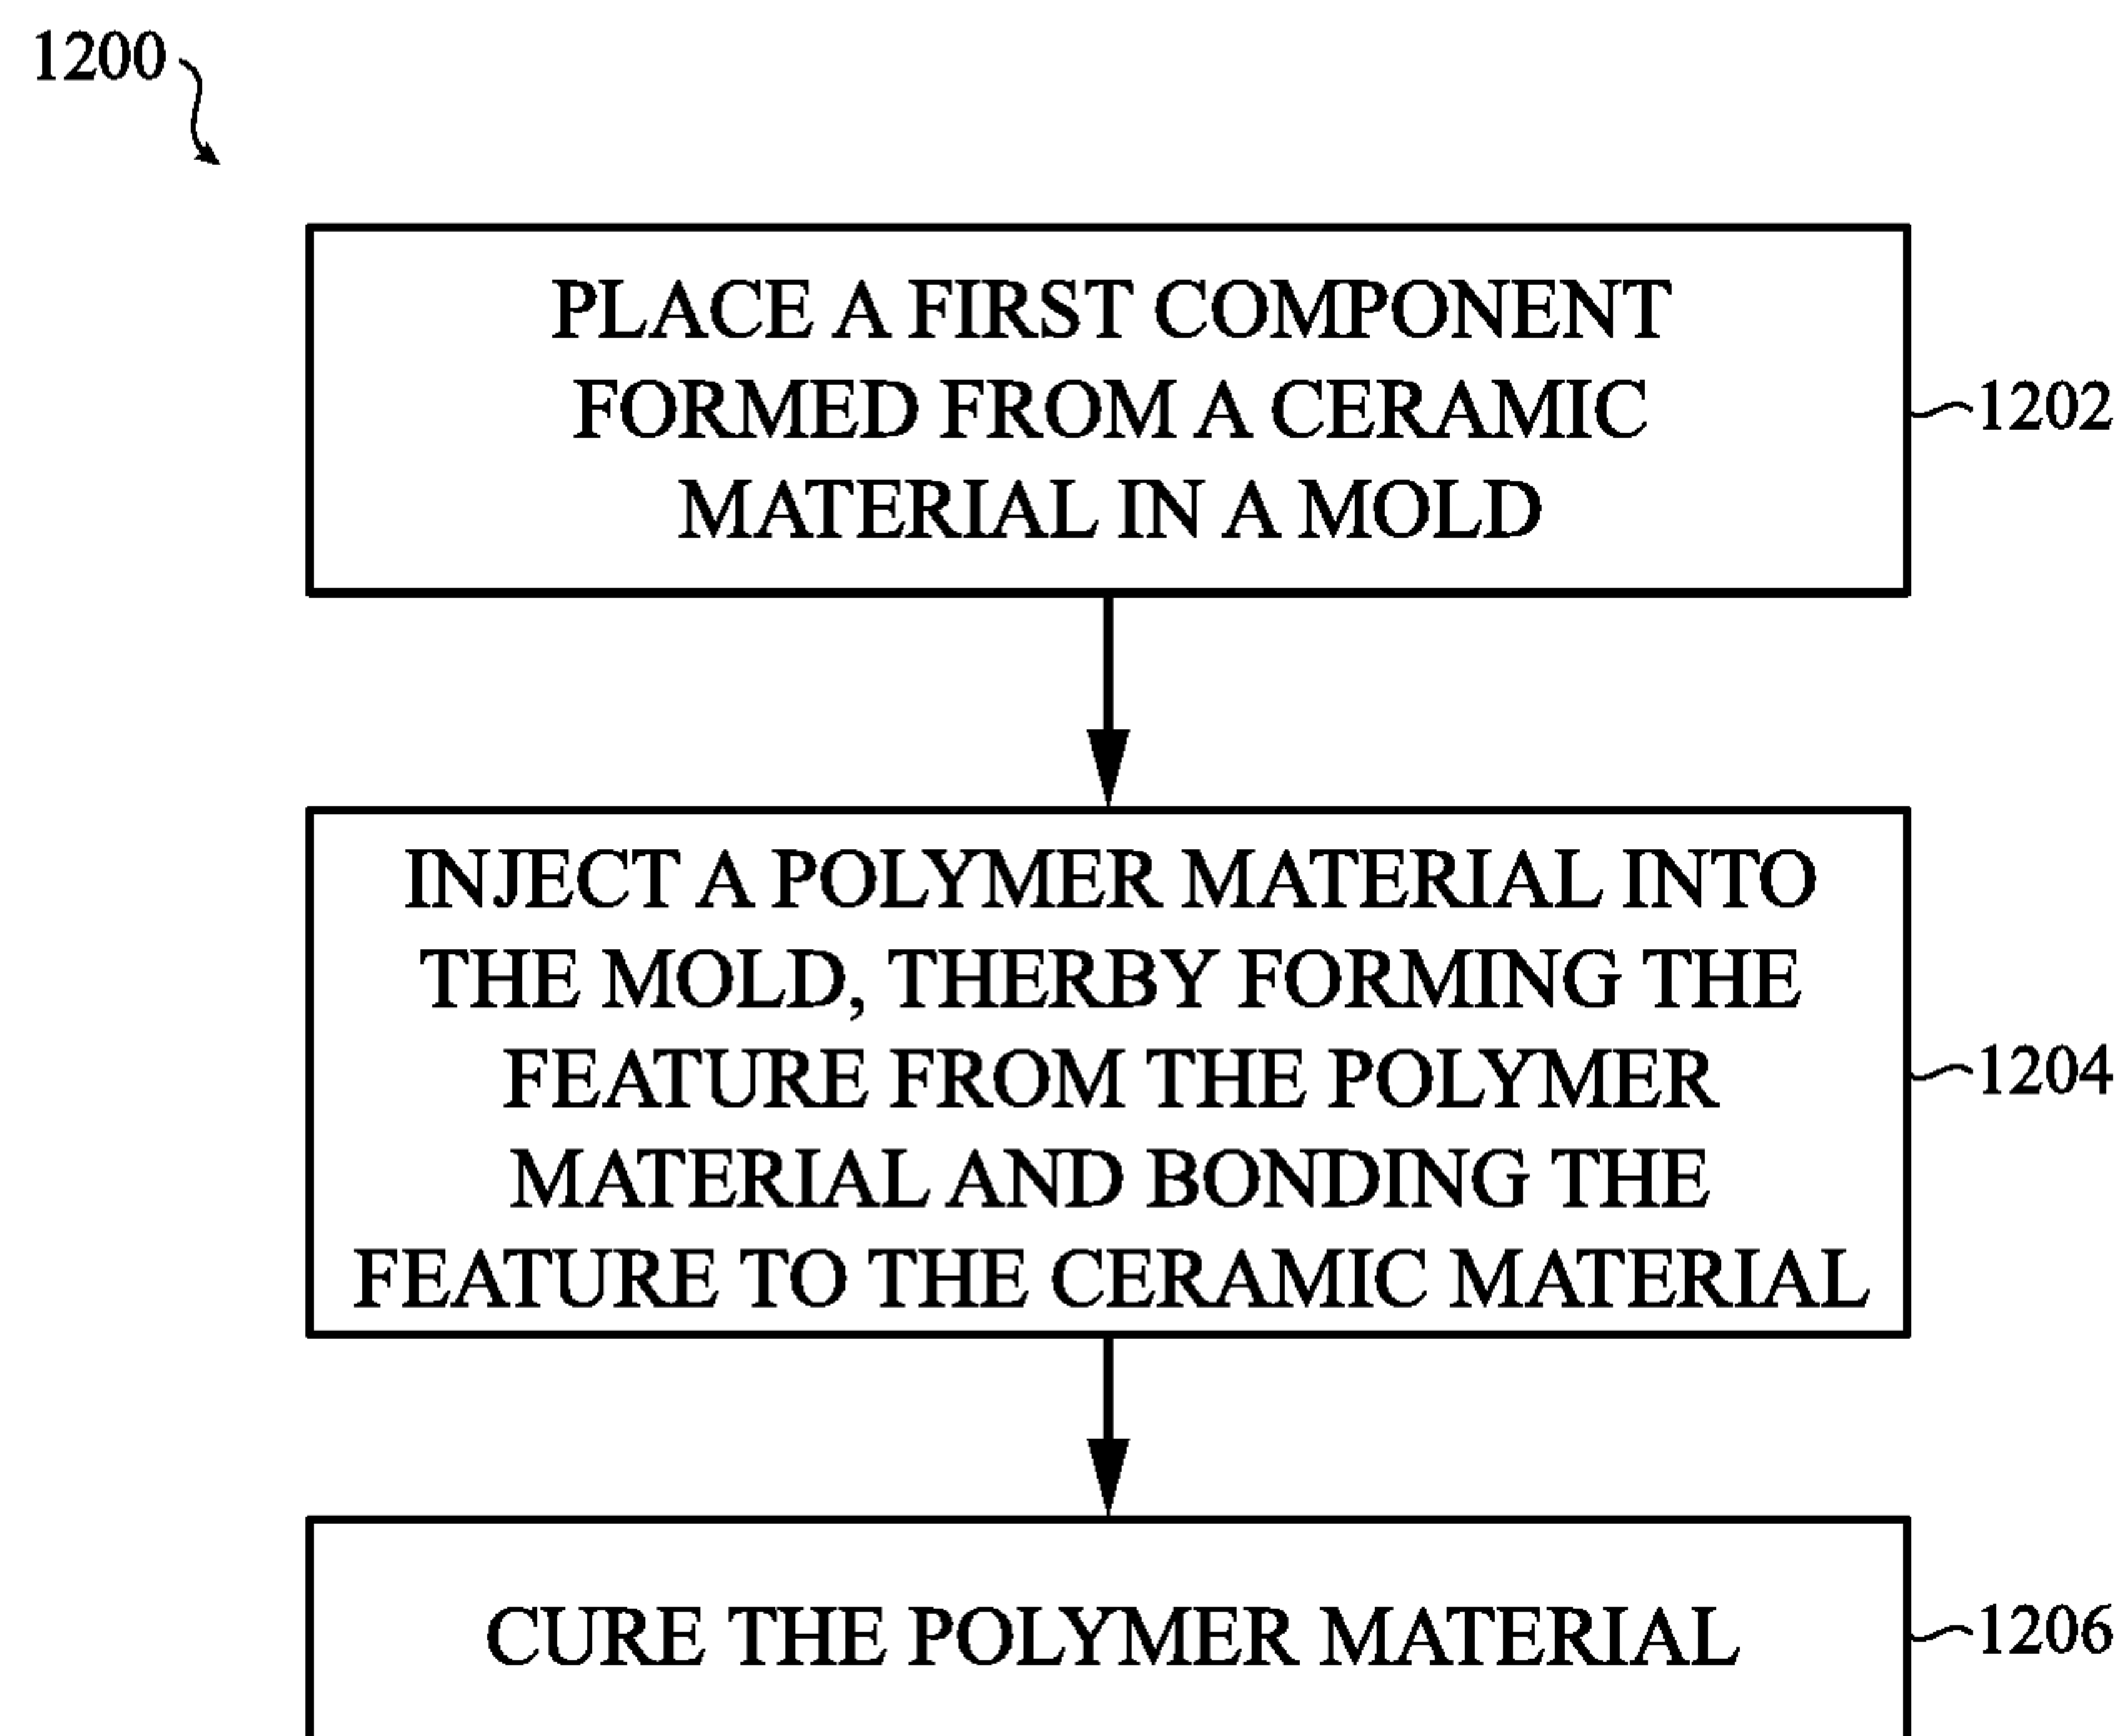 1200
PLACE A FIRST COMPONENT
FORMED FROM A CERAMIC
MATERIAL IN A MOLD
1202
INJECT A POLYMER MATERIAL INTO
THE MOLD, THERBY FORMING THE
FEATURE FROM THE POLYMER
MATERIAL AND BONDING THE
FEATURE TO THE CERAMIC MATERIAL
1204
CURE THE POLYMER MATERIAL
1206